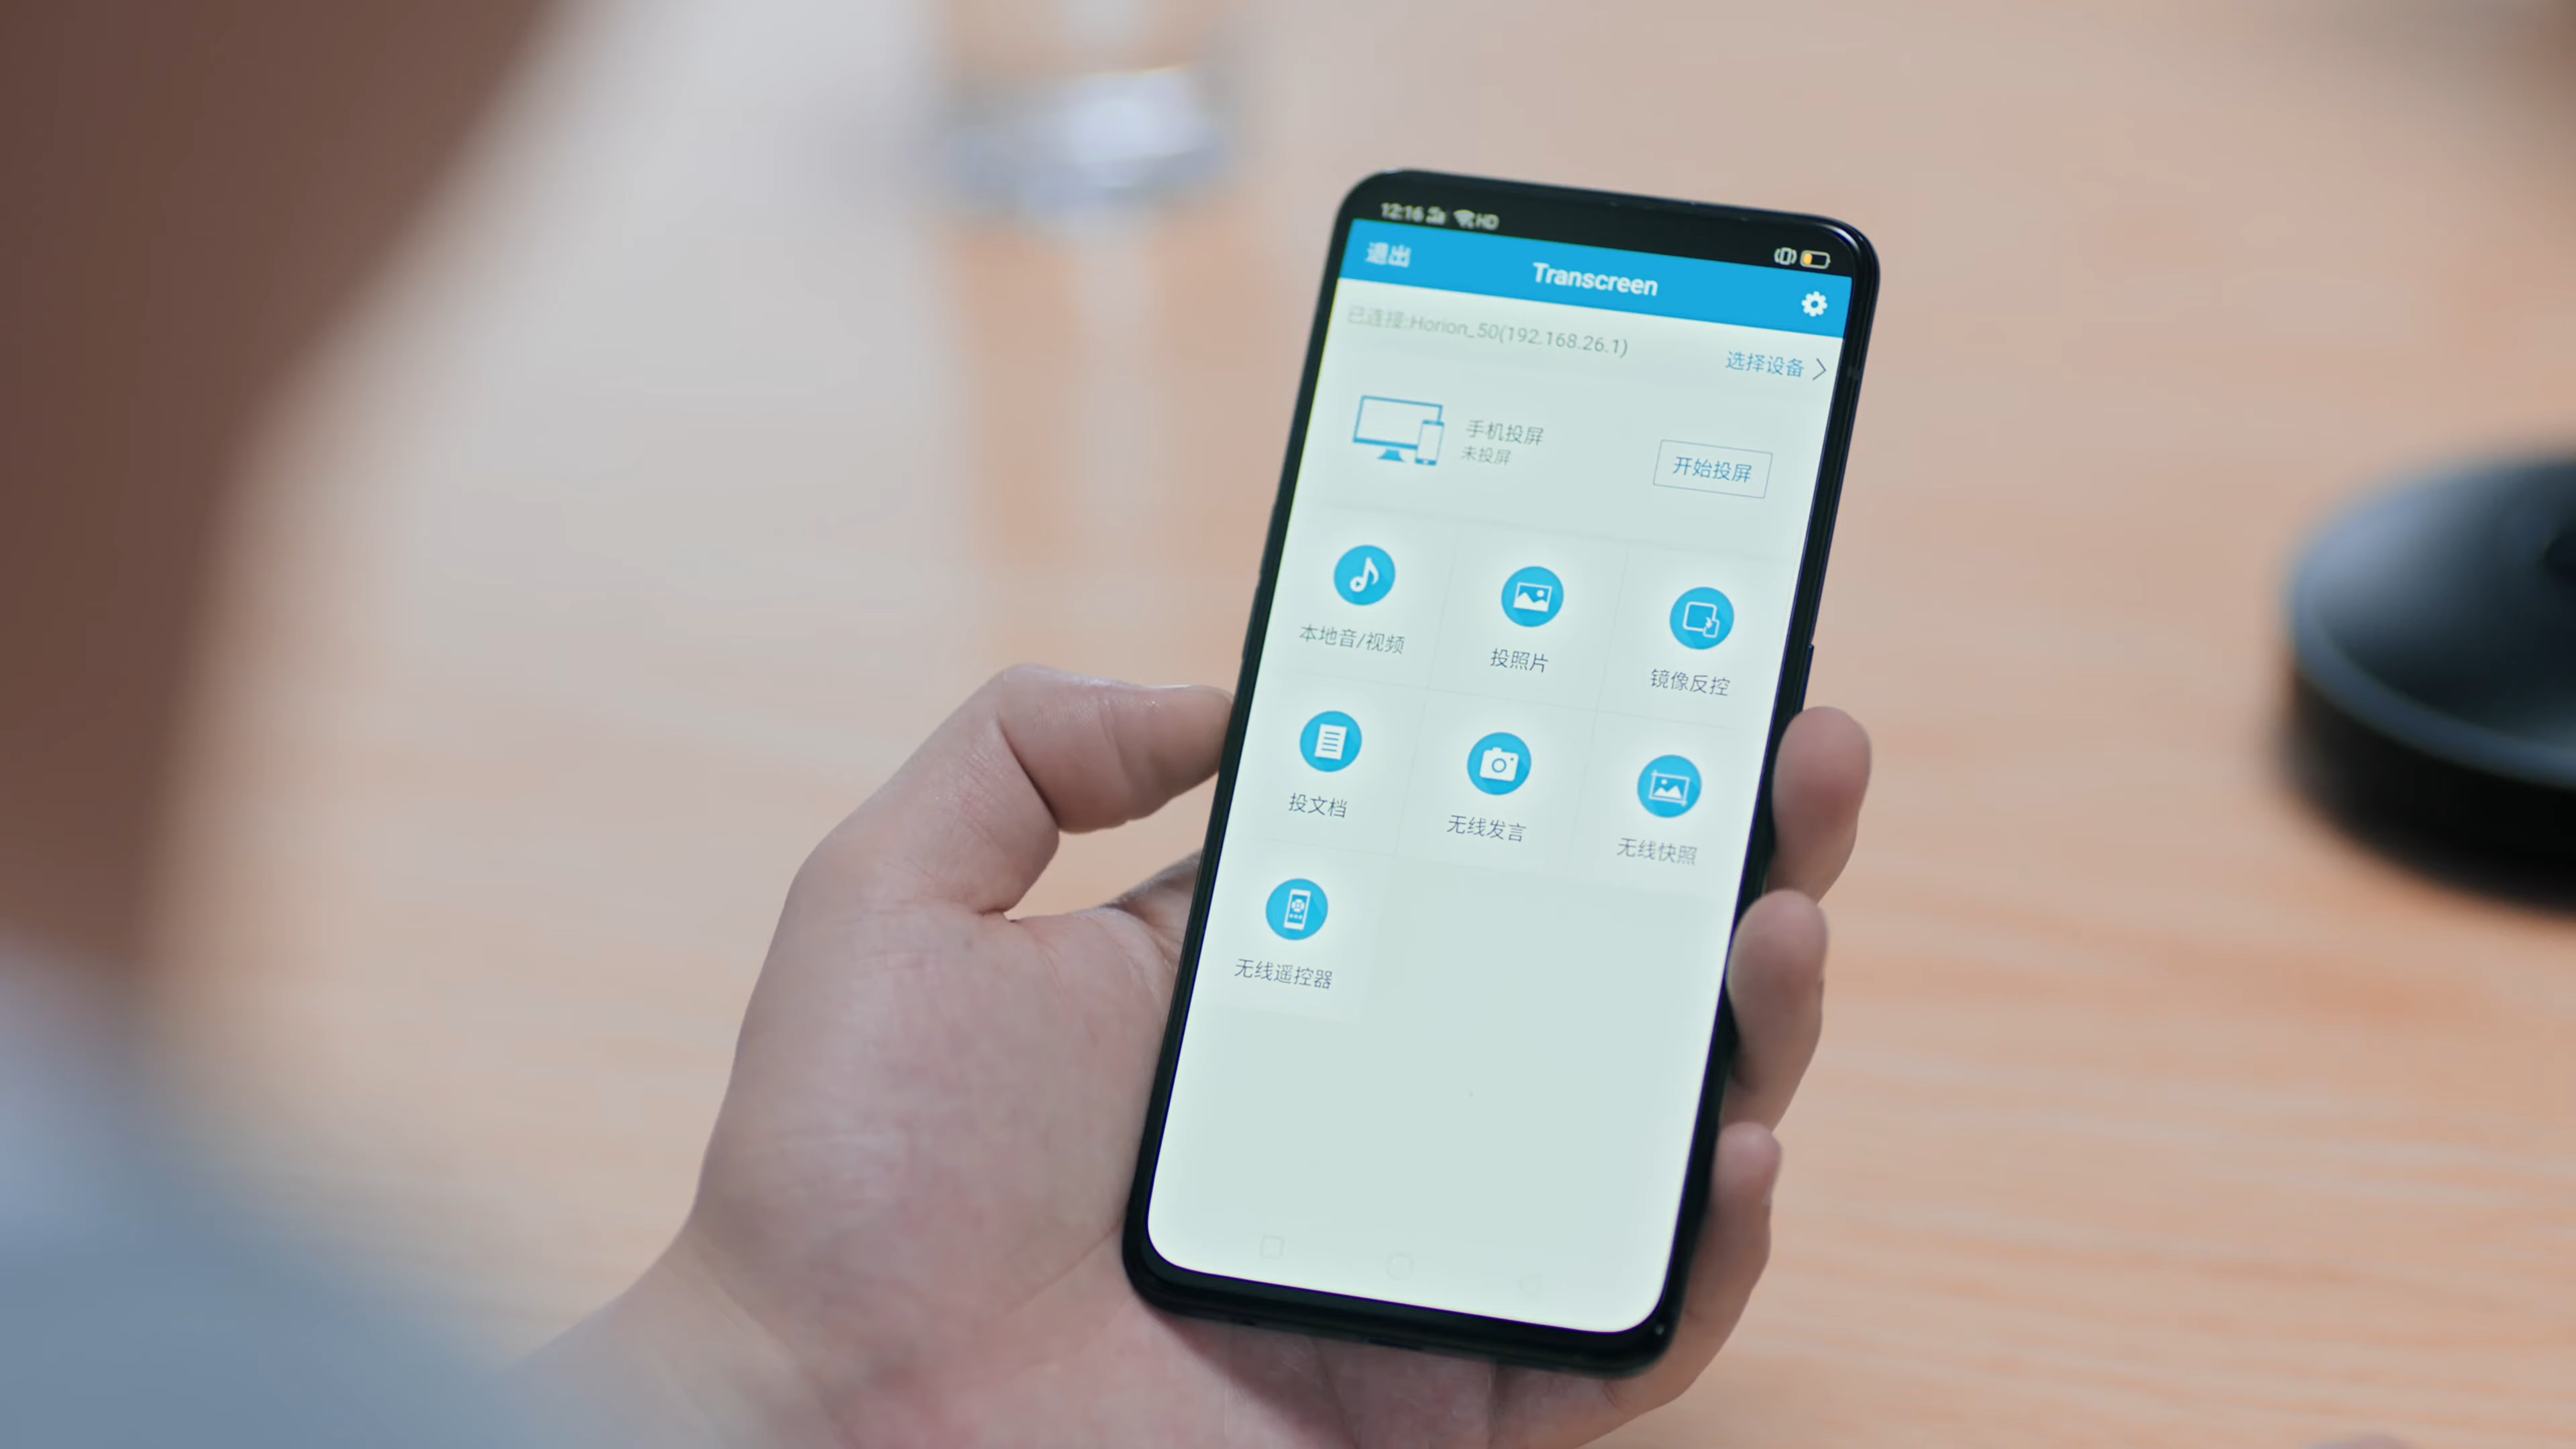 12:16 HD
退出
Transcreen
已连接:Horion_50(192.168.26.1)
选择设备
手机投屏
未投屏
开始投屏
本地音/视频
投照片
镜像反控
投文档
无线发言
无线快照
无线遥控器